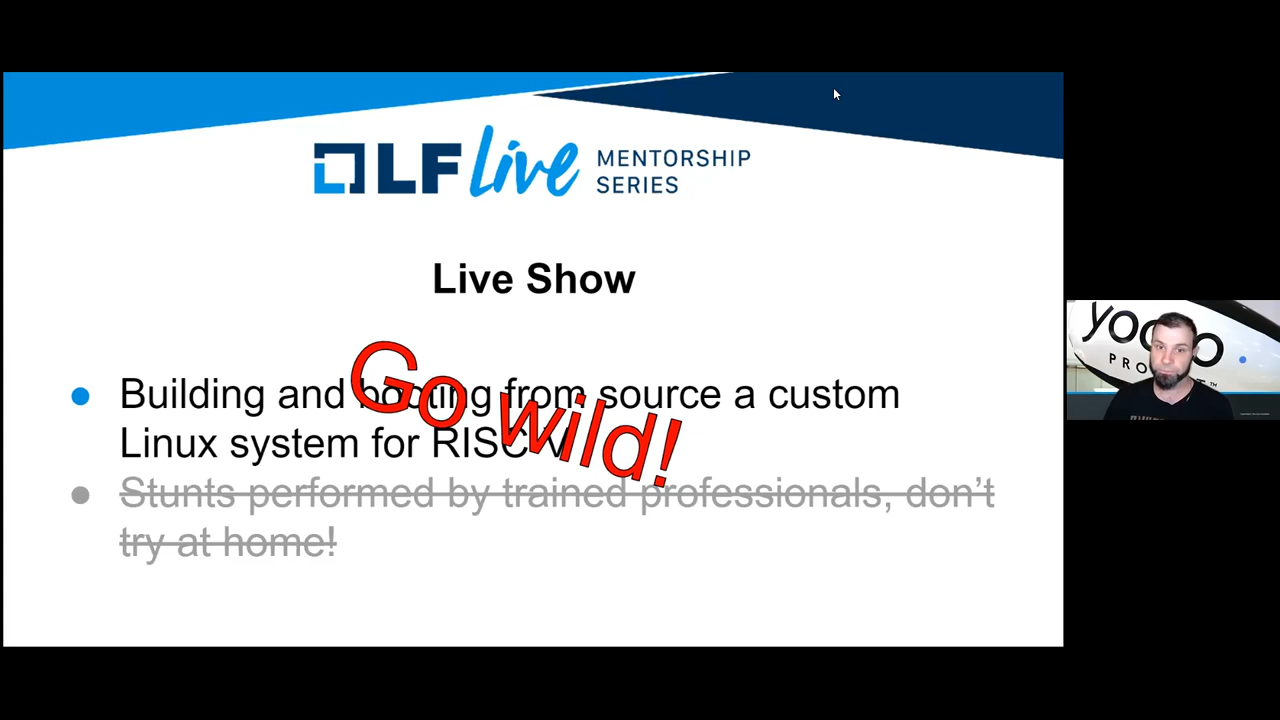 LF Live MENTORSHIP
SERIES
Live Show
Go wild!
Building and booting from source a custom
Linux system for RISC V
Stunts performed by trained professionals, don't
try at home!
yocto
PROJECT™